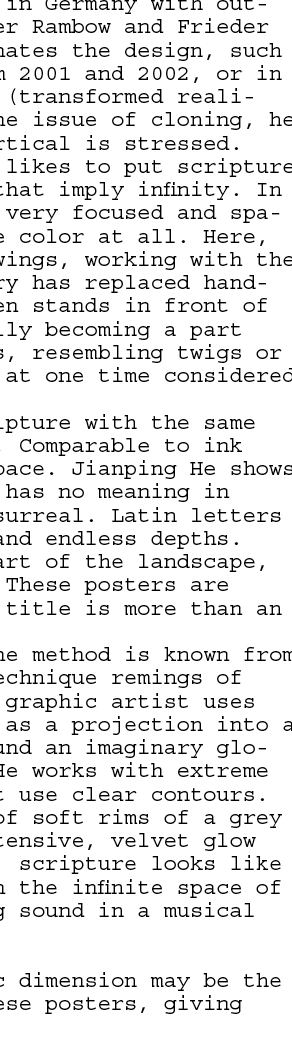 in Germany with out-
er Rambow and Frieder
nates the design, such
n 2001 and 2002, or in
(transformed reali-
ne issue of cloning, he
rtical is stressed.
likes to put scripture
that imply infinity. In
very focused and spa-
e color at all. Here,
wings, working with the
ry has replaced hand-
en stands in front of
lly becoming a part
s, resembling twigs or
at one time considered
lpture with the same
. Comparable to ink
pace. Jianping He shows
has no meaning in
surreal. Latin letters
and endless depths.
art of the landscape,
These posters are
title is more than an
ne method is known from
echnique remings of
graphic artist uses
as a projection into a
und an imaginary glo-
He works with extreme
t use clear contours.
of soft rims of a grey
tensive, velvet glow
scripture looks like
n the infinite space of
g sound in a musical
c dimension may be the
ese posters, giving